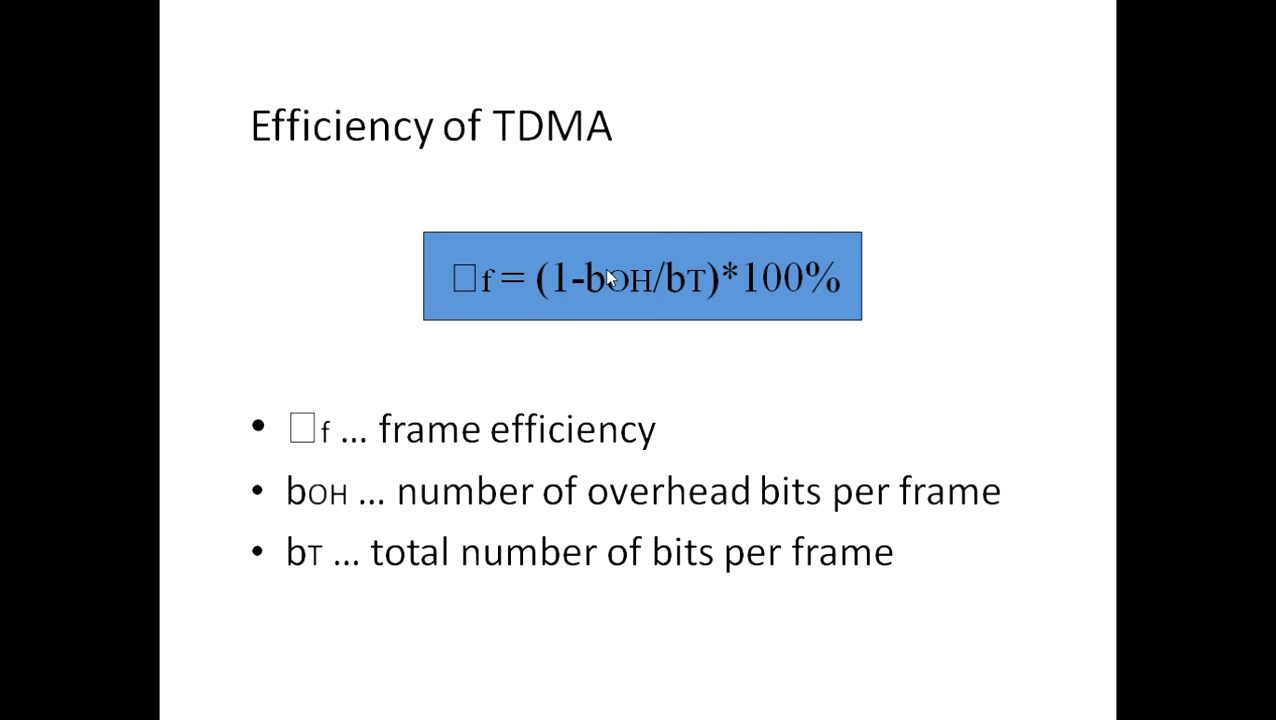 Efficiency of TDMA
□f = (1-bOH/bT)*100%
• □f ... frame efficiency
• bOH ... number of overhead bits per frame
• bT ... total number of bits per frame